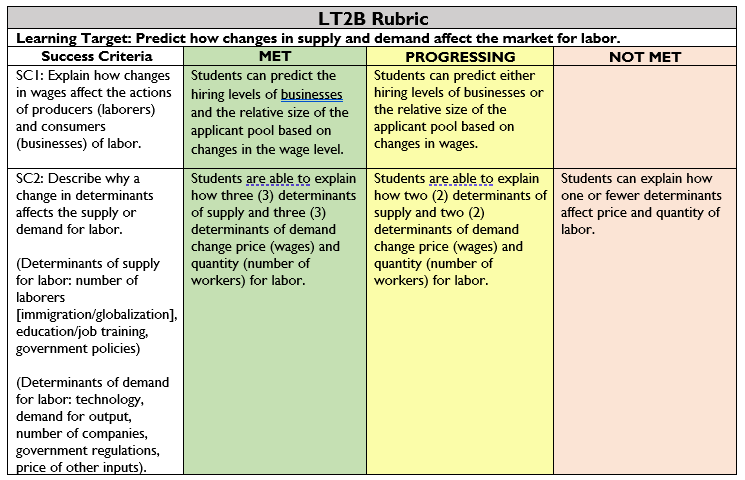 LT2B Rubric
Learning Target: Predict how changes in supply and demand affect the market for labor.
Success Criteria
MET
PROGRESSING
NOT MET
SC1: Explain how changes
in wages affect the actions
of producers (laborers)
and consumers
(businesses) of labor.
Students can predict the
hiring levels of businesses
and the relative size of the
applicant pool based on
changes in the wage level.
Students can predict either
hiring levels of businesses or
the relative size of the
applicant pool based on
changes in wages.
SC2: Describe why a
change in determinants
affects the supply or
demand for labor.
(Determinants of supply
for labor: number of
laborers
[immigration/globalization],
education/job training,
government policies)
(Determinants of demand
for labor: technology,
demand for output,
number of companies,
government regulations,
price of other inputs).
Students are able to explain
how three (3) determinants
of supply and three (3)
determinants of demand
change price (wages) and
quantity (number of
workers) for labor.
Students are able to explain
how two (2) determinants of
supply and two (2)
determinants of demand
change price (wages) and
quantity (number of
workers) for labor.
Students can explain how
one or fewer determinants
affect price and quantity of
labor.